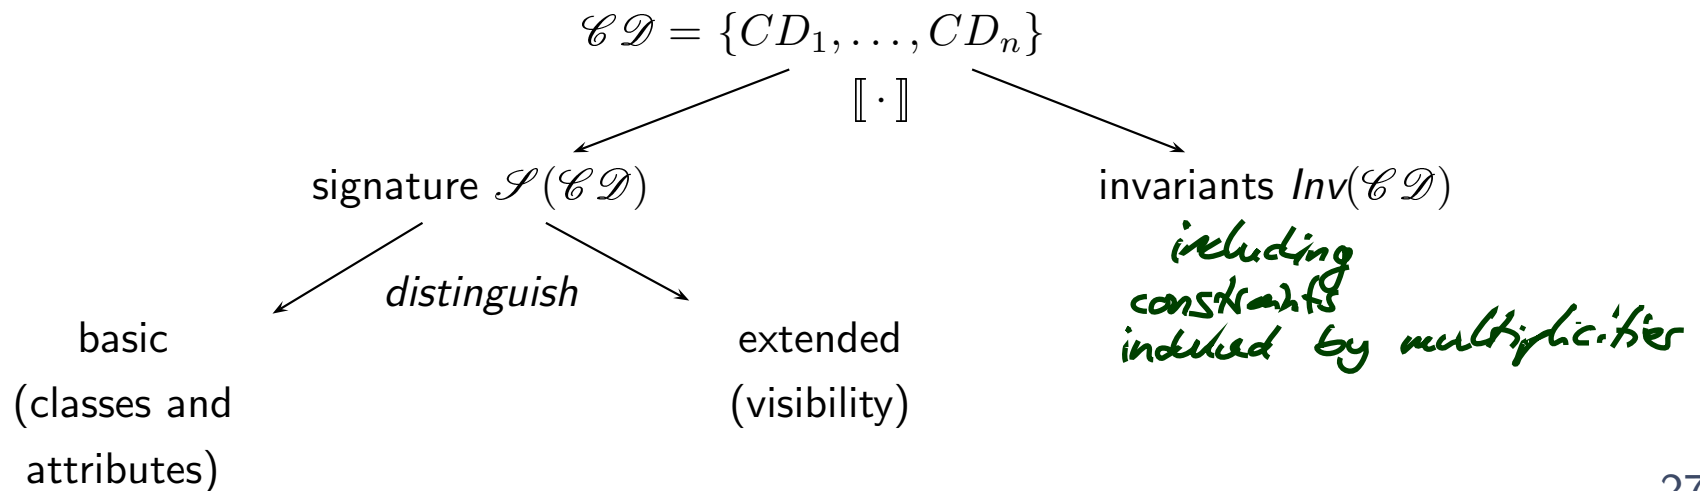 𝒞𝒟 = {CD₁, . . . , CDₙ}
⟦ · ⟧
signature 𝒮(𝒞𝒟)
invariants Inv(𝒞𝒟)
including
constraints
distinguish
induced by multiplicities
basic
extended
(classes and
(visibility)
attributes)
27